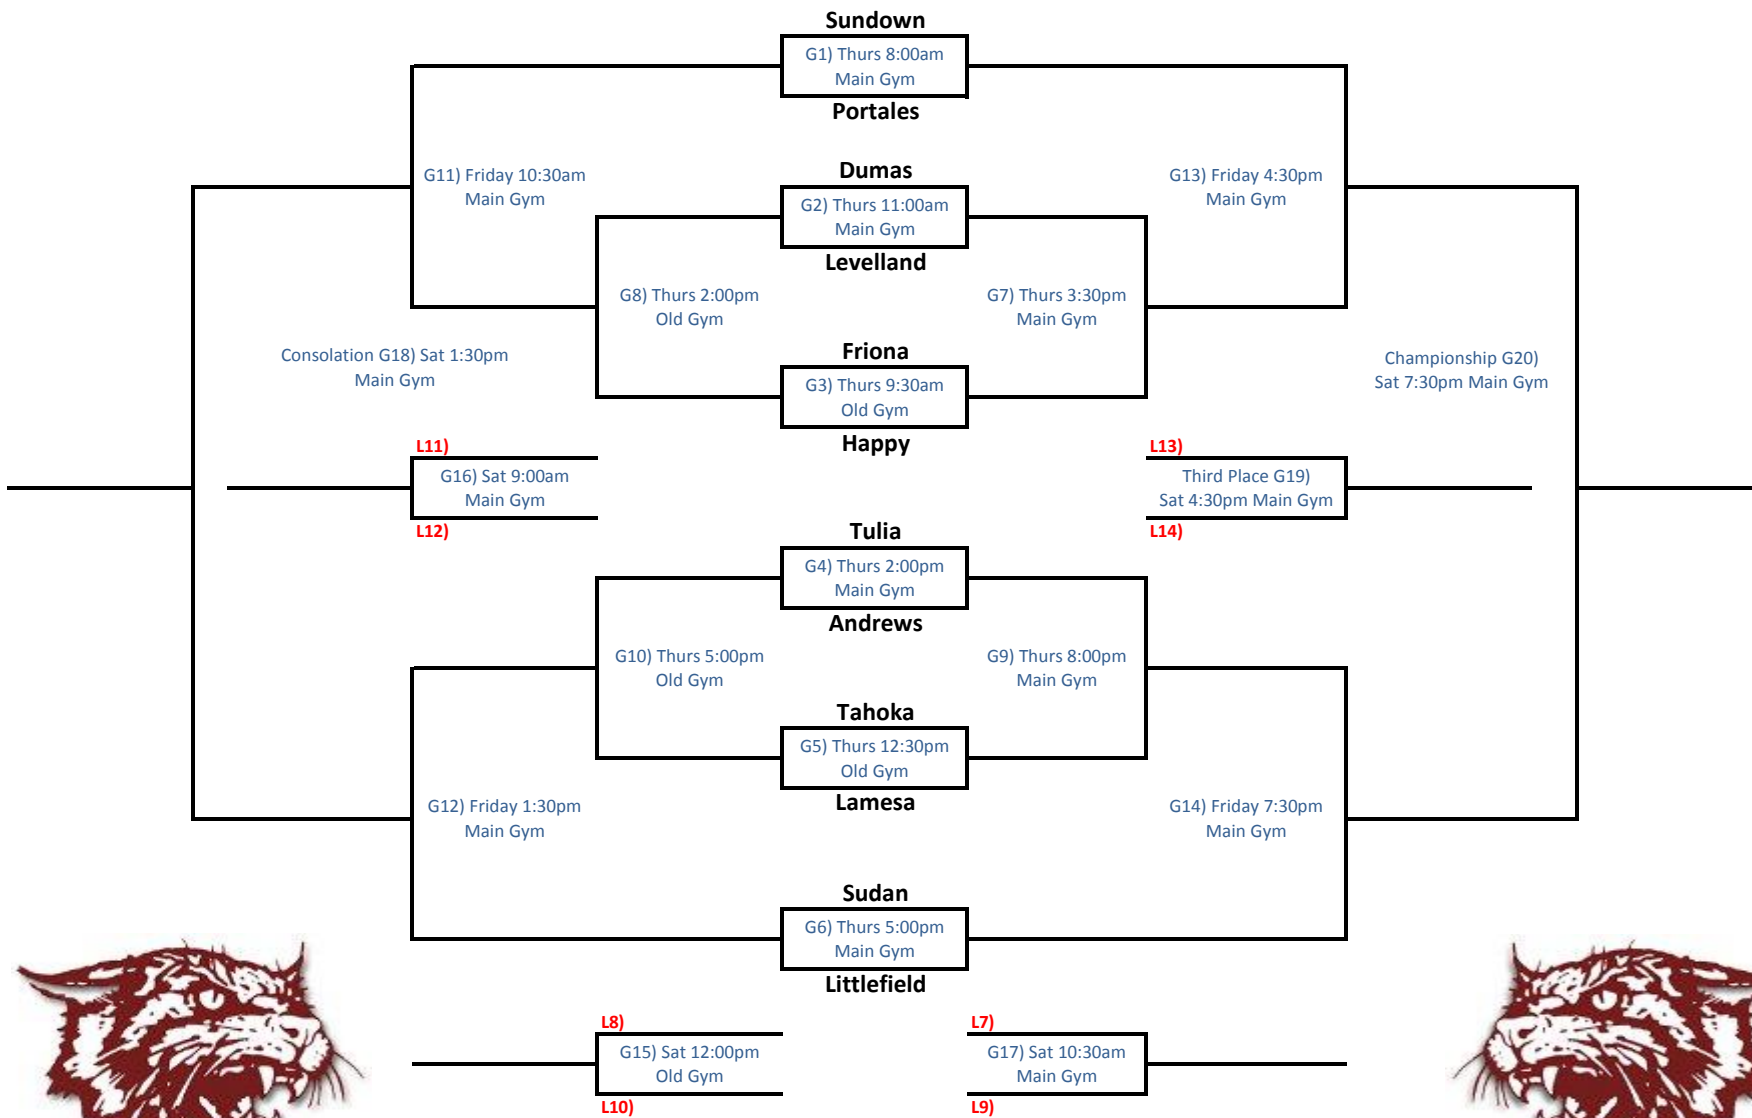 Sundown
G1) Thurs 8:00am
Main Gym
Portales
G11) Friday 10:30am
Main Gym
Dumas
G2) Thurs 11:00am
Main Gym
Levelland
G13) Friday 4:30pm
Main Gym
G8) Thurs 2:00pm
Old Gym
G7) Thurs 3:30pm
Main Gym
Consolation G18) Sat 1:30pm
Main Gym
Friona
G3) Thurs 9:30am
Old Gym
Happy
Championship G20)
Sat 7:30pm Main Gym
L11)
G16) Sat 9:00am
Main Gym
L12)
L13)
Third Place G19)
Sat 4:30pm Main Gym
L14)
Tulia
G4) Thurs 2:00pm
Main Gym
Andrews
G10) Thurs 5:00pm
Old Gym
G9) Thurs 8:00pm
Main Gym
Tahoka
G5) Thurs 12:30pm
Old Gym
Lamesa
G12) Friday 1:30pm
Main Gym
G14) Friday 7:30pm
Main Gym
Sudan
G6) Thurs 5:00pm
Main Gym
Littlefield
L8)
G15) Sat 12:00pm
Old Gym
L10)
L7)
G17) Sat 10:30am
Main Gym
L9)